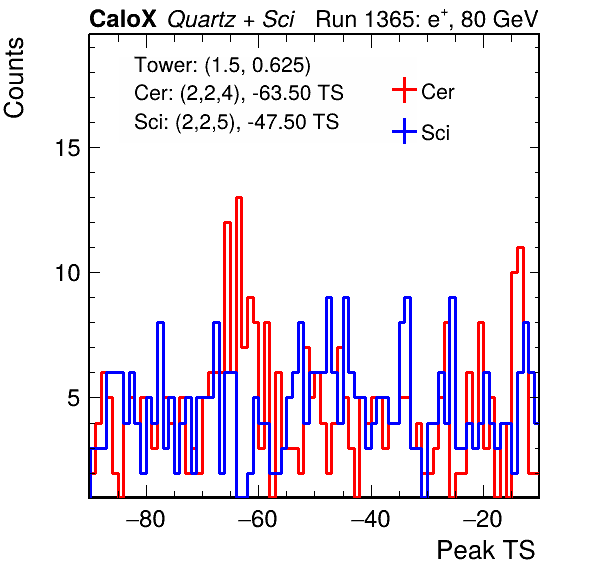 CaloX Quartz + Sci Run 1365: e+, 80 GeV
Counts
Tower: (1.5, 0.625)
Cer: (2,2,4), -63.50 TS
Sci: (2,2,5), -47.50 TS
Cer
Sci
15
10
5
−80 −60 −40 −20
Peak TS